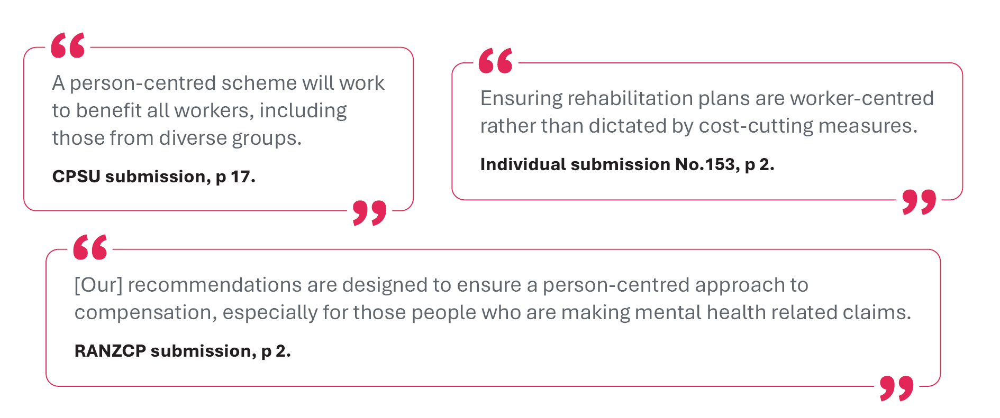 “
A person-centred scheme will work
to benefit all workers, including
those from diverse groups.
CPSU submission, p 17.
”
“
Ensuring rehabilitation plans are worker-centred
rather than dictated by cost-cutting measures.
Individual submission No.153, p 2.
”
“
[Our] recommendations are designed to ensure a person-centred approach to
compensation, especially for those people who are making mental health related claims.
RANZCP submission, p 2.
”